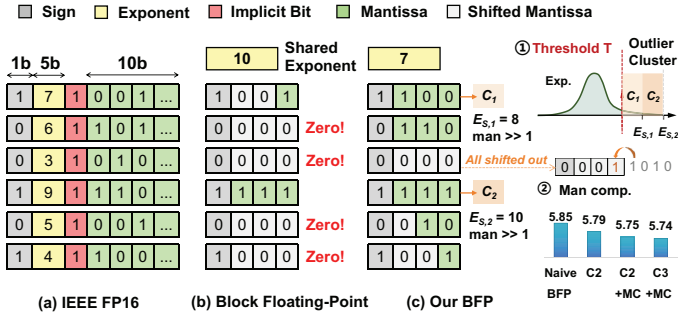 Sign Exponent Implicit Bit Mantissa Shifted Mantissa
1b 5b 10b
1 7 1 0 0 1 ...
0 6 1 1 0 1 ...
0 3 1 0 1 0 ...
1 9 1 1 1 0 ...
0 5 1 0 0 0 ...
1 4 1 0 0 1 ...
(a) IEEE FP16
10 Shared
Exponent
1 0 0 1
0 0 0 0 Zero!
0 0 0 0 Zero!
1 1 1 1
0 0 0 0 Zero!
0 0 0 0 Zero!
(b) Block Floating-Point
7
1 1 0 0 C1
0 1 1 0
0 0 0 0
1 1 1 1 C2
0 0 1 0
1 0 0 1
ES,1 = 8
man >> 1
ES,2 = 10
man >> 1
(c) Our BFP
① Threshold T
Outlier
Cluster
Exp.
C1 C2
ES,1 ES,2
All shifted out
0 0 0 1 1 0 1 0
② Man comp.
5.85 5.79 5.75 5.74
Naive C2 C2 C3
BFP +MC +MC